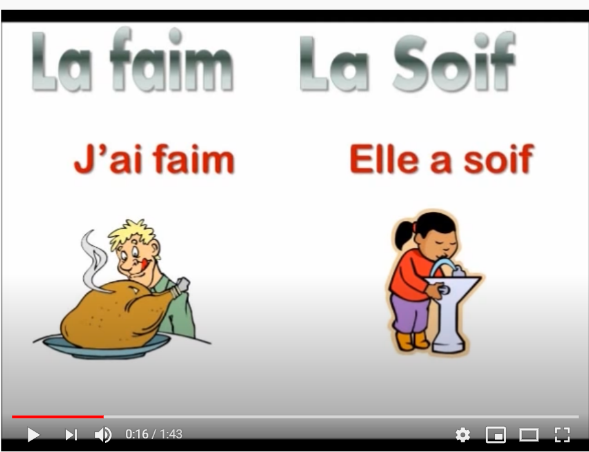 La faim La Soif
J'ai faim Elle a soif
0:16 / 1:43